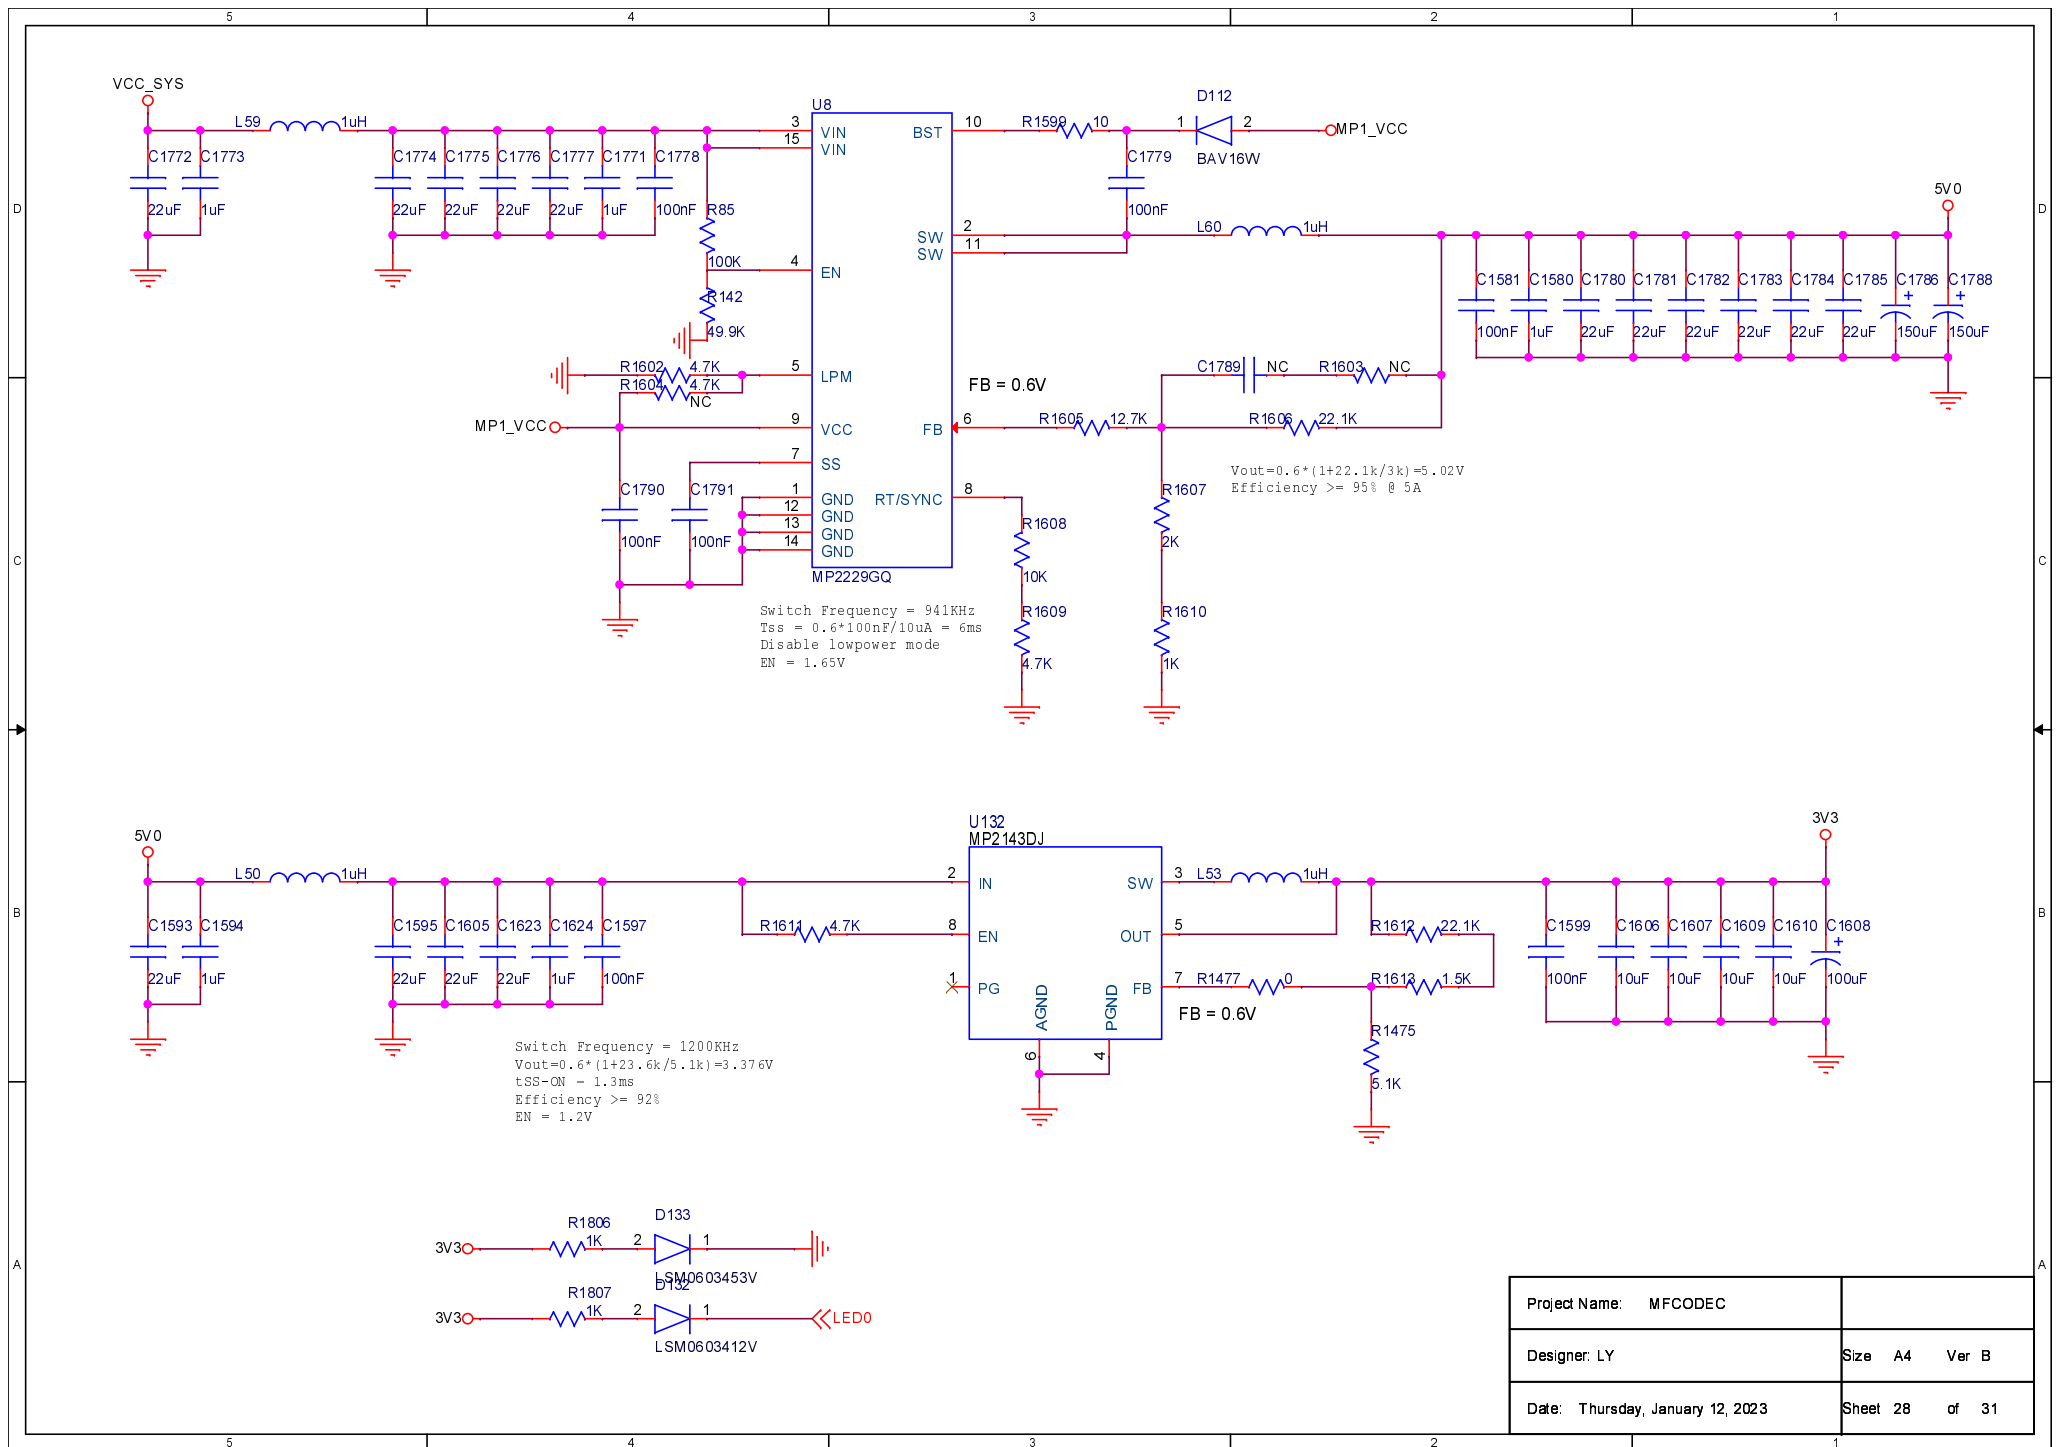 5 4 3 2 1
VCC_SYS
D112
U8
L59 1uH 3 VIN BST 10 R1599 10 1 2 MP1_VCC
15 VIN
C1772 C1773 C1774 C1775 C1776 C1777 C1771 C1778 C1779 BAV16W
5V0
D 22uF 1uF 22uF 22uF 22uF 22uF 1uF 100nF R85 100nF D
SW 2 L60 1uH
SW 11
100K 4 EN
C1581 C1580 C1780 C1781 C1782 C1783 C1784 C1785 C1786 C1788
R142 + +
49.9K 100nF 1uF 22uF 22uF 22uF 22uF 22uF 22uF 150uF 150uF
R1602 4.7K 5 LPM C1789 NC R1603 NC
R1604 4.7K FB = 0.6V
NC
MP1_VCC 9 VCC FB 6 R1605 12.7K R1606 22.1K
7 SS
Vout=0.6*(1+22.1k/3k)=5.02V
Efficiency >= 95% @ 5A
C1790 C1791 1 GND RT/SYNC 8 R1607
12 GND
13 GND R1608
100nF 100nF 14 GND 2K
C C
MP2229GQ 10K
Switch Frequency = 941KHz R1609 R1610
Tss = 0.6*100nF/10uA = 6ms
Disable lowpower mode
EN = 1.65V 4.7K 1K
U132
MP2143DJ
5V0 3V3
L50 1uH 2 IN SW 3 L53 1uH
B B
C1593 C1594 C1595 C1605 C1623 C1624 C1597 R1611 4.7K 8 EN OUT 5 R1612 22.1K C1599 C1606 C1607 C1609 C1610 C1608
+
22uF 1uF 22uF 22uF 22uF 1uF 100nF 1 PG FB 7 R1477 0 R1613 1.5K 100nF 10uF 10uF 10uF 10uF 100uF
AGND PGND FB = 0.6V
6 4 R1475
5.1K
Switch Frequency = 1200KHz
Vout=0.6*(1+23.6k/5.1k)=3.376V
tSS-ON - 1.3ms
Efficiency >= 92%
EN = 1.2V
D133
R1806
3V3 1K 2 1
A A
LSM0603453V
D132
R1807
3V3 1K 2 1 LED0
LSM0603412V
Project Name: MFCODEC
Designer: LY Size A4 Ver B
Date: Thursday, January 12, 2023 Sheet 28 of 31
5 4 3 2 1